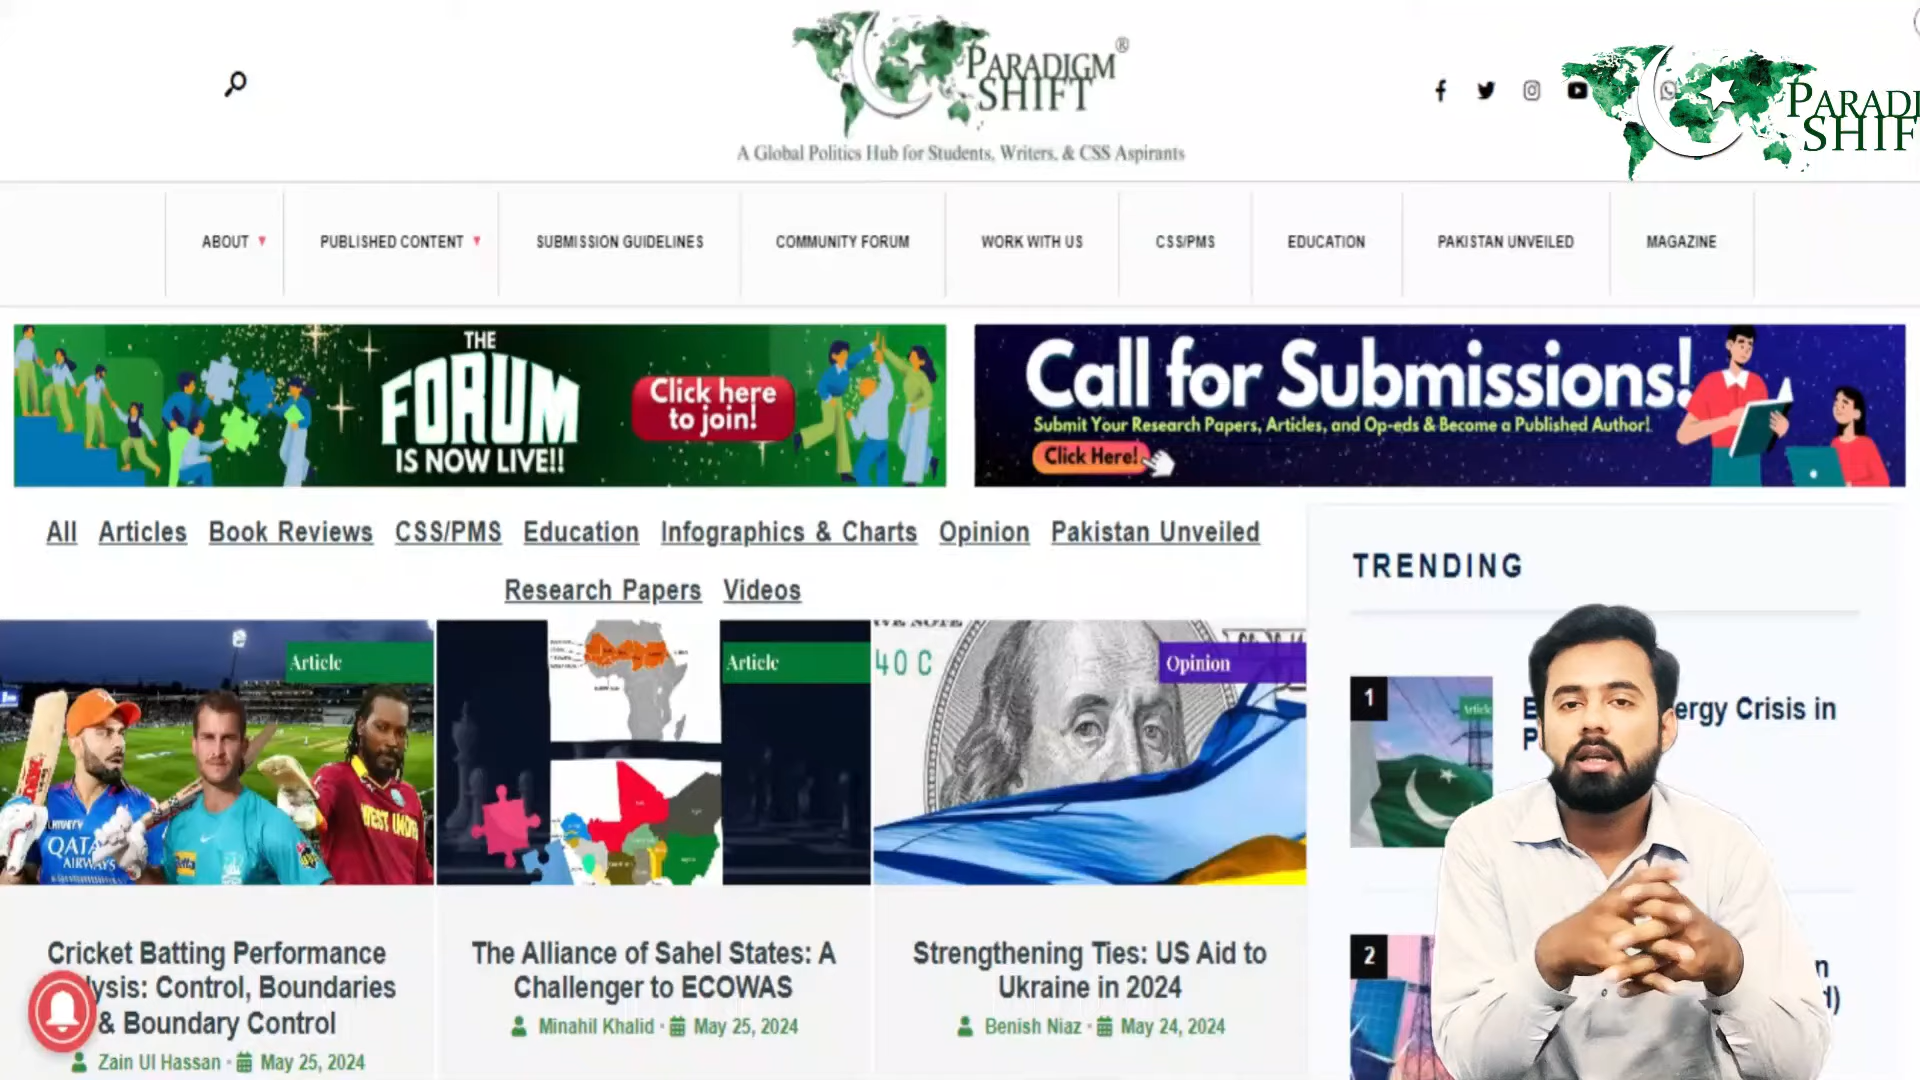 PARADIGM ®
SHIFT
A Global Politics Hub for Students, Writers, & CSS Aspirants
PARADI
SHIF
ABOUT
PUBLISHED CONTENT
SUBMISSION GUIDELINES
COMMUNITY FORUM
WORK WITH US
CSS/PMS
EDUCATION
PAKISTAN UNVEILED
MAGAZINE
THE
FORUM
IS NOW LIVE!!
Click here
to join!
Call for Submissions!
Submit Your Research Papers, Articles, and Op-eds & Become a Published Author!
Click Here!
All Articles Book Reviews CSS/PMS Education Infographics & Charts Opinion Pakistan Unveiled
Research Papers Videos
TRENDING
Article
QATA
AIRWAYS
WEST INDI
Article
40 C
Opinion
1
Article
ergy Crisis in
2
Cricket Batting Performance
lysis: Control, Boundaries
& Boundary Control
Zain Ul Hassan • May 25, 2024
The Alliance of Sahel States: A
Challenger to ECOWAS
Minahil Khalid • May 25, 2024
Strengthening Ties: US Aid to
Ukraine in 2024
Benish Niaz • May 24, 2024